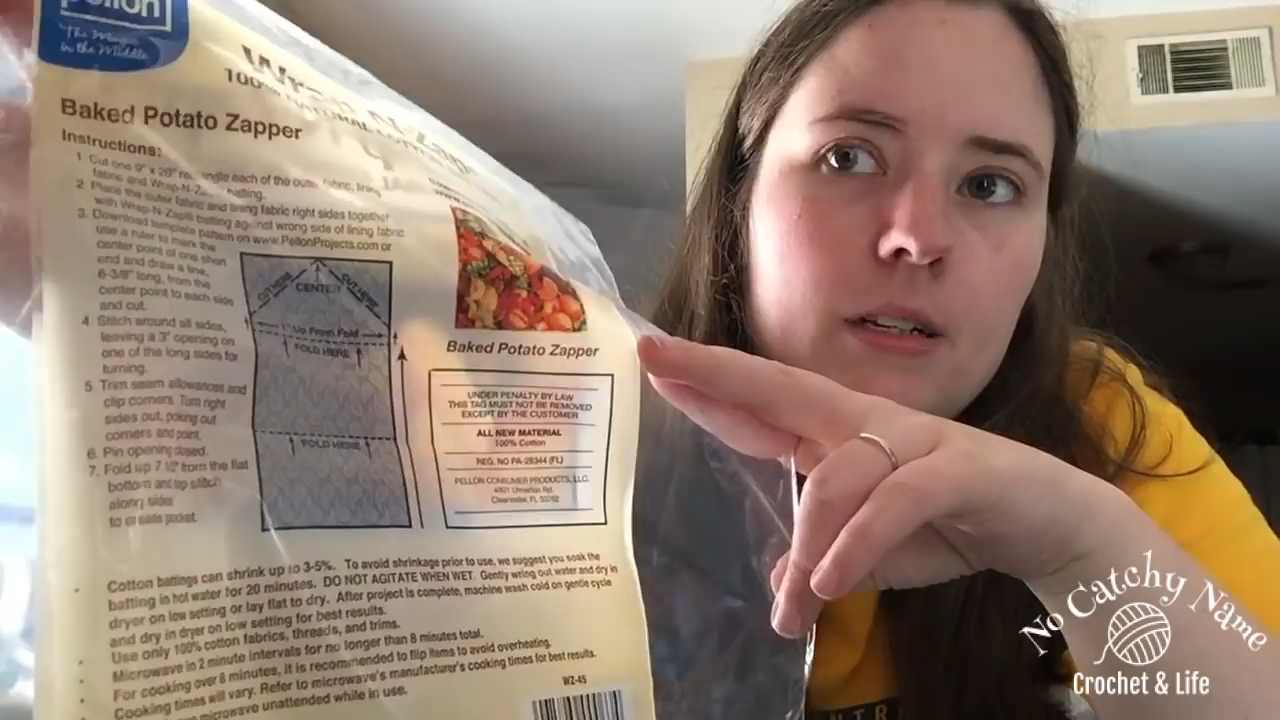 pellon
The Magic
in the Middle
Wrap-N-Zap
100% NATURAL COTTON
Baked Potato Zapper
Instructions:
1 Cut one 9" x 20" rectangle each of the outer fabric, lining
fabric and Wrap-N-Zap batting.
2 Place the outer fabric and lining fabric right sides together
with Wrap-N-Zap® batting against wrong side of lining fabric
3. Download template pattern on www.PellonProjects.com or
use a ruler to mark the
center point of one short
end and draw a line,
6-3/8" long, from the
center point to each side
and cut.
4 Stitch around all sides,
leaving a 3" opening on
one of the long sides for
turning.
5 Trim seam allowances and
clip corners. Turn right
sides out, poking out
corners and point.
6. Pin opening closed.
7. Fold up 7 1/2" from the flat
bottom and top stitch
along sides
to create pocket.
CUT HERE
CENTER
CUT HERE
1" Up From Fold
FOLD HERE
FOLD HERE
Baked Potato Zapper
UNDER PENALTY BY LAW
THIS TAG MUST NOT BE REMOVED
EXCEPT BY THE CUSTOMER
ALL NEW MATERIAL
100% Cotton
REG. NO PA-28344 (FL)
PELLON CONSUMER PRODUCTS, LLC.
4801 Ulmerton Rd.
Clearwater, FL 33762
Cotton battings can shrink up to 3-5%. To avoid shrinkage prior to use, we suggest you soak the
batting in hot water for 20 minutes. DO NOT AGITATE WHEN WET. Gently wring out water and dry in
dryer on low setting or lay flat to dry. After project is complete, machine wash cold on gentle cycle
and dry in dryer on low setting for best results.
Use only 100% cotton fabrics, threads, and trims.
Microwave in 2 minute intervals for no longer than 8 minutes total.
For cooking over 8 minutes, it is recommended to flip items to avoid overheating.
Cooking times will vary. Refer to microwave's manufacturer's cooking times for best results.
microwave unattended while in use.
WZ-45
No Catchy Name
Crochet & Life